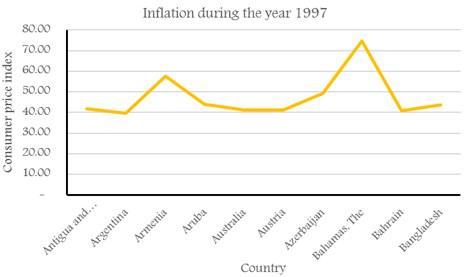 Inflation during the year 1997
Consumer price index
80.00
70.00
60.00
50.00
40.00
30.00
20.00
10.00
-
Antigua and...
Argentina
Armenia
Aruba
Australia
Austria
Azerbaijan
Bahamas, The
Bahrain
Bangladesh
Country